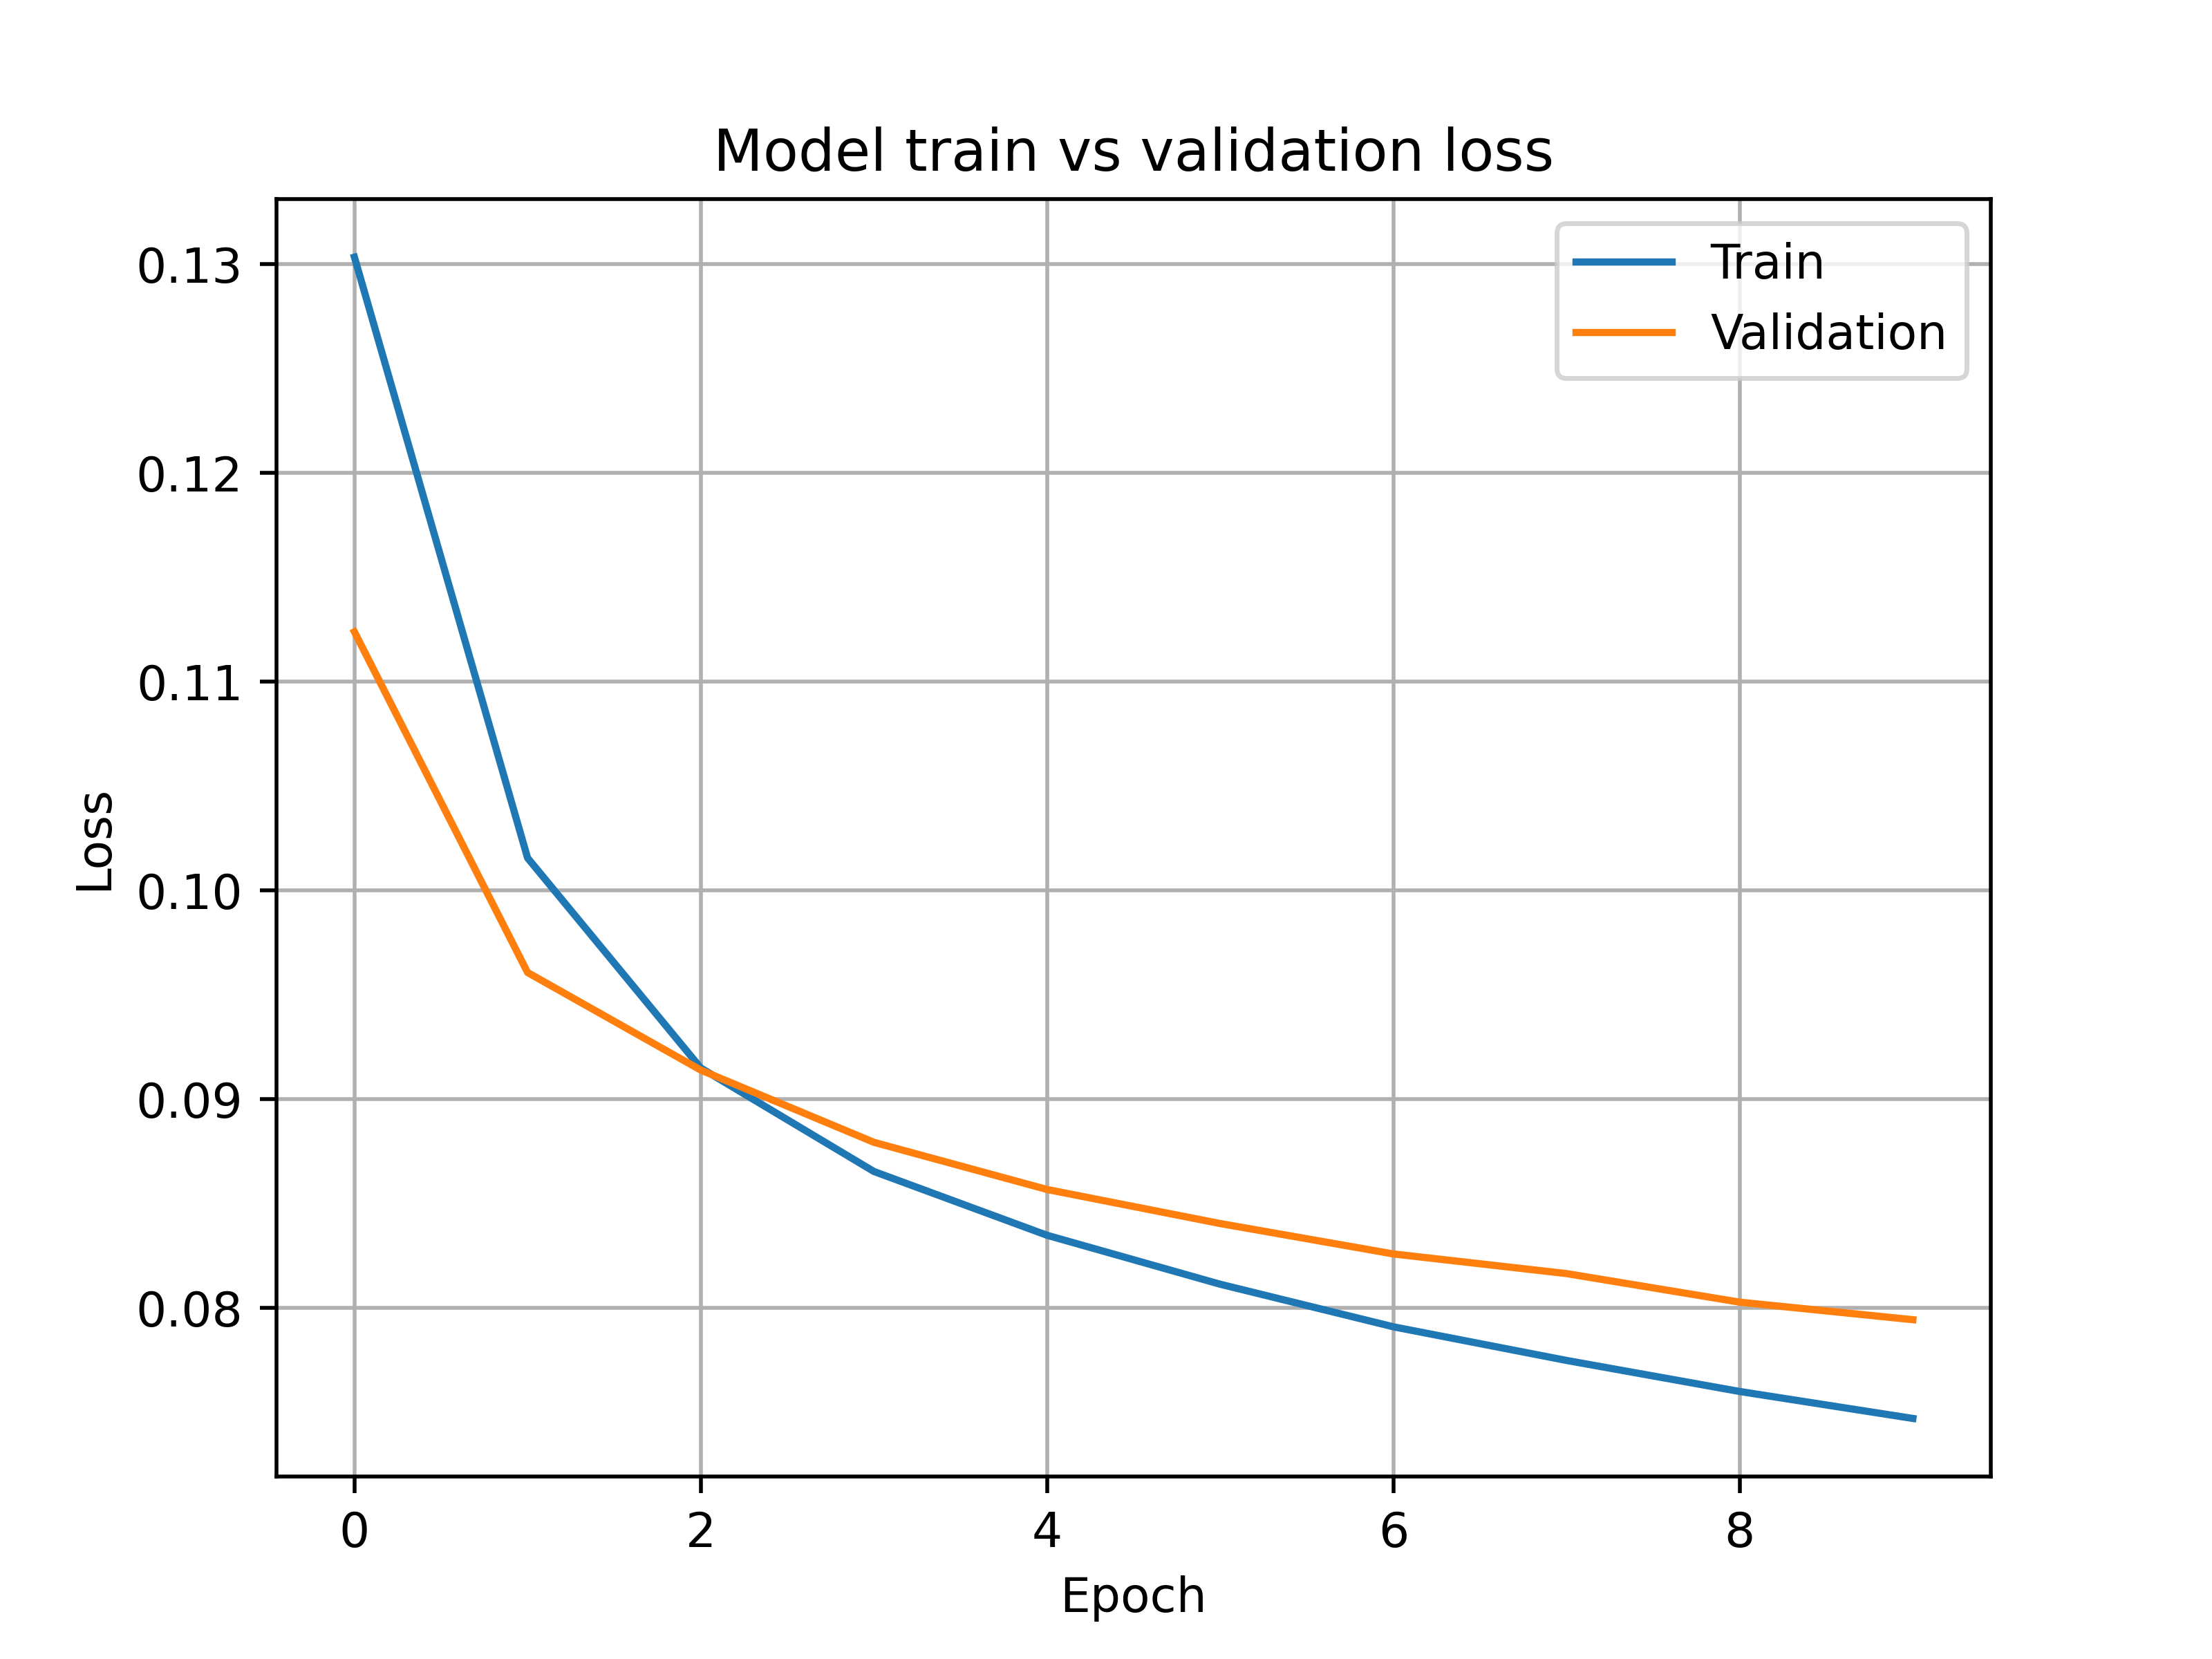 Model train vs validation loss
Train
Validation
0.13
0.12
0.11
0.10
0.09
0.08
Loss
0 2 4 6 8
Epoch